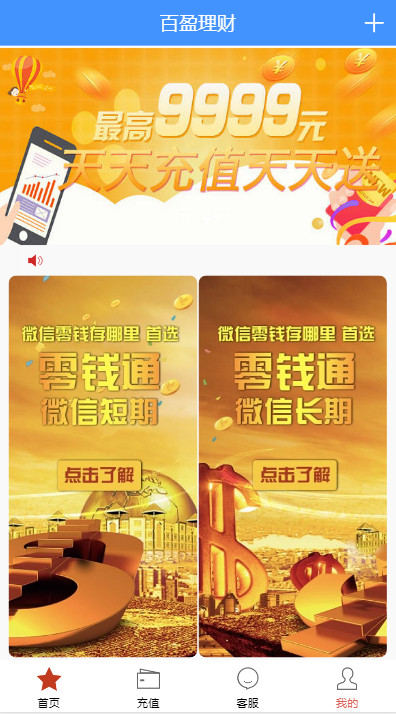 百盈理财
最高9999元
天天充值天天送
微信零钱存哪里 首选
零钱通
微信短期
点击了解
微信零钱存哪里 首选
零钱通
微信长期
点击了解
首页
充值
客服
我的